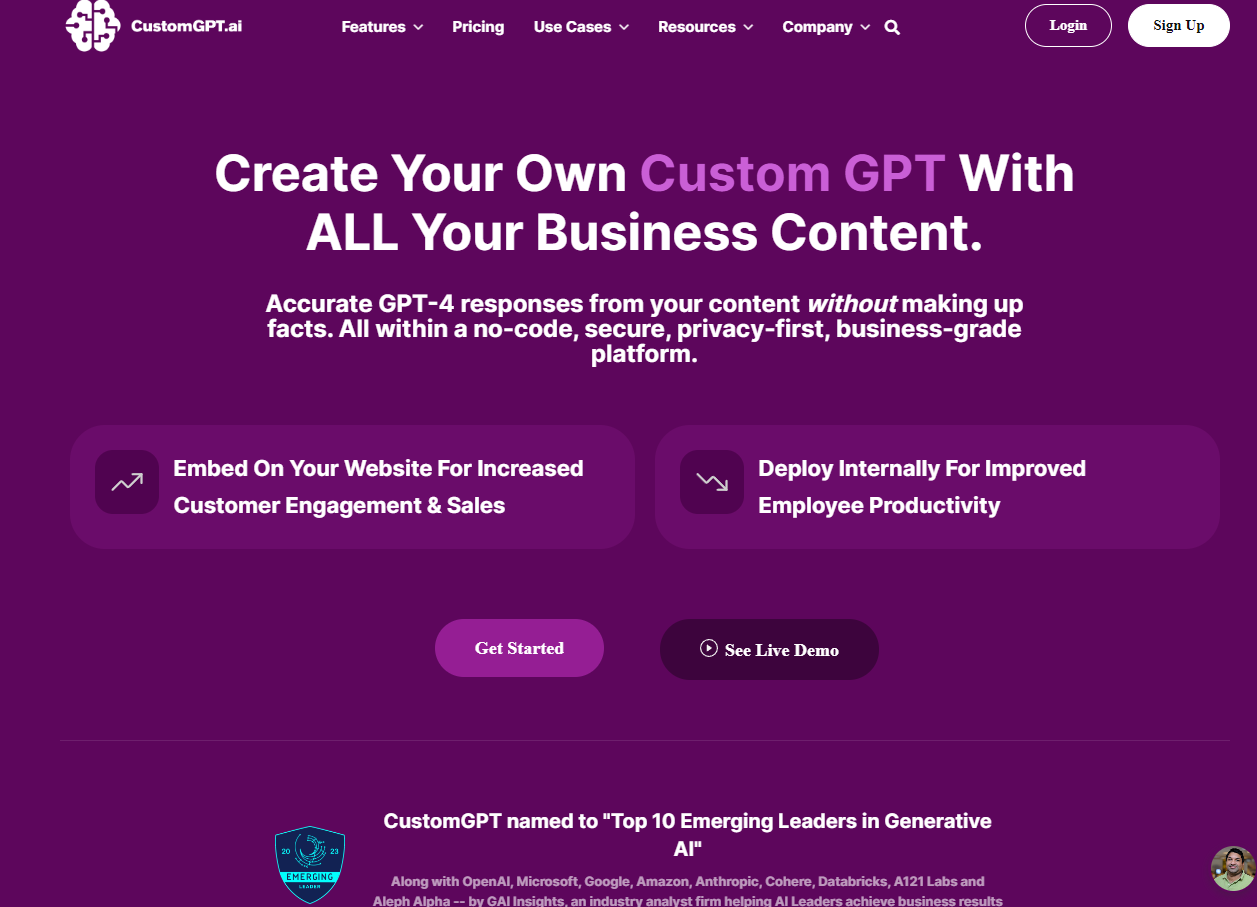 CustomGPT.ai
Features
Pricing
Use Cases
Resources
Company
Login
Sign Up
Create Your Own Custom GPT With
ALL Your Business Content.
Accurate GPT-4 responses from your content without making up
facts. All within a no-code, secure, privacy-first, business-grade
platform.
Embed On Your Website For Increased
Customer Engagement & Sales
Deploy Internally For Improved
Employee Productivity
Get Started
See Live Demo
20 23
EMERGING
LEADER
CustomGPT named to "Top 10 Emerging Leaders in Generative
AI"
Along with OpenAI, Microsoft, Google, Amazon, Anthropic, Cohere, Databricks, A121 Labs and
Aleph Alpha -- by GAI Insights, an industry analyst firm helping AI Leaders achieve business results